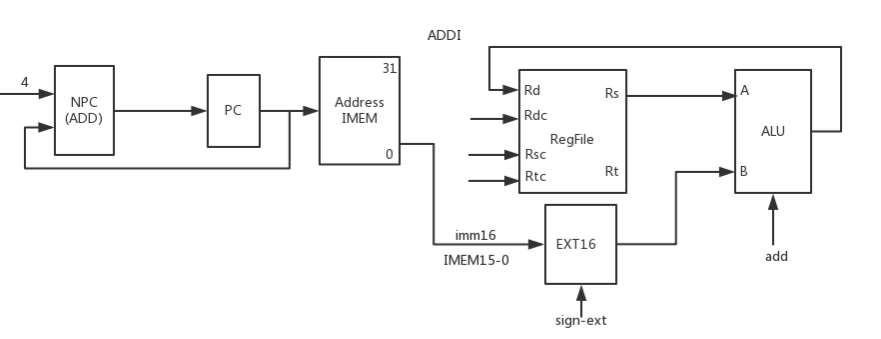 ADDI
4
NPC
(ADD)
PC
31
Address
IMEM
0
Rd
Rs
Rdc
RegFile
Rsc
Rt
Rtc
A
ALU
B
imm16
EXT16
IMEM15-0
add
sign-ext